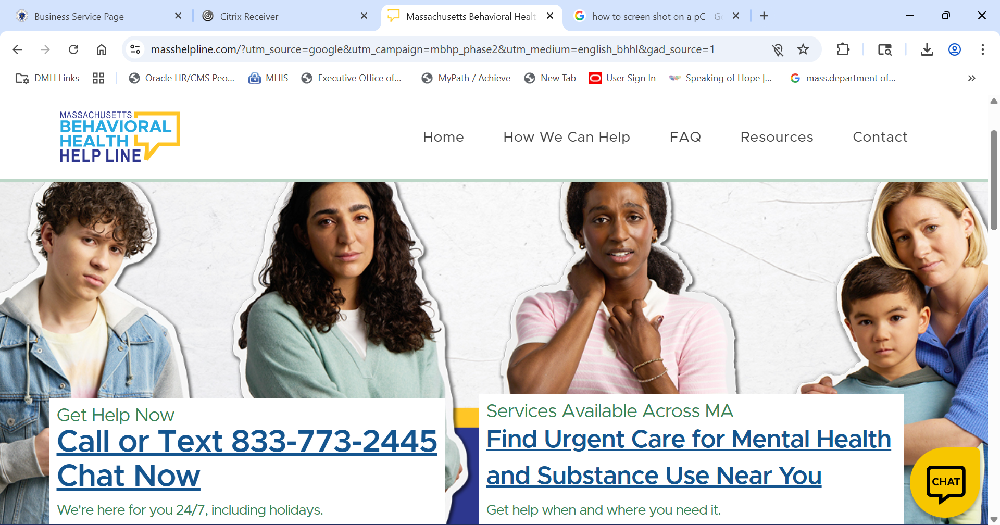 Business Service Page
Citrix Receiver
Massachusetts Behavioral Healt
how to screen shot on a pC - G
masshelpline.com/?utm_source=google&utm_campaign=mbhp_phase2&utm_medium=english_bhhl&gad_source=1
DMH Links
Oracle HR/CMS Peo...
MHIS
Executive Office of...
MyPath / Achieve
New Tab
User Sign In
Speaking of Hope |...
mass.department of...
MASSACHUSETTS
BEHAVIORAL
HEALTH
HELP LINE
Home
How We Can Help
FAQ
Resources
Contact
Get Help Now
Call or Text 833-773-2445
Chat Now
We're here for you 24/7, including holidays.
Services Available Across MA
Find Urgent Care for Mental Health
and Substance Use Near You
Get help when and where you need it.
CHAT